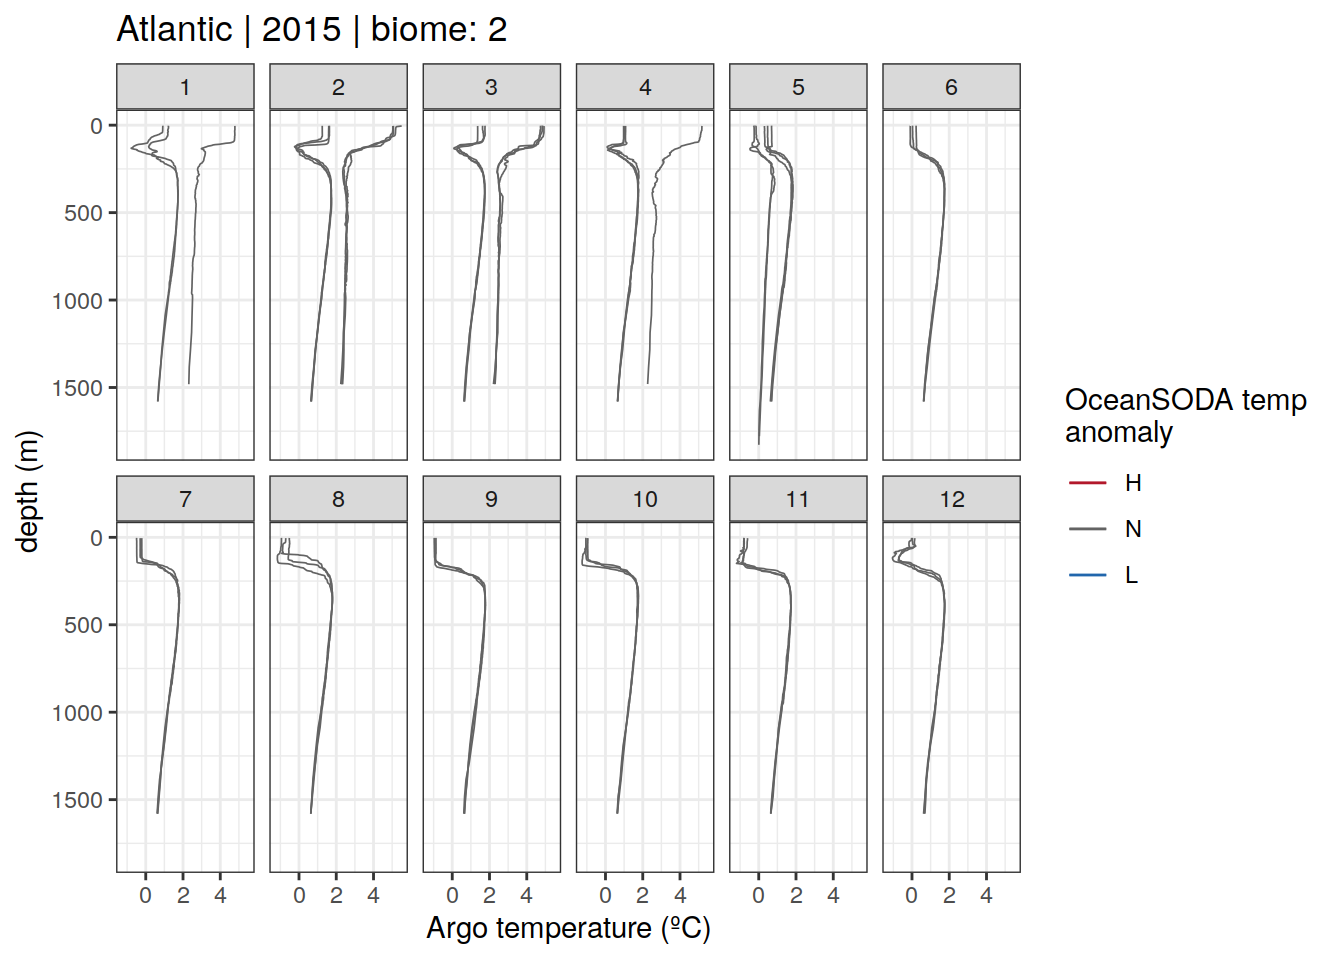 Atlantic | 2015 | biome: 2
1 2 3 4 5 6
0
500
1000
1500
7 8 9 10 11 12
0
500
1000
1500
0 2 4 0 2 4 0 2 4 0 2 4 0 2 4 0 2 4
Argo temperature (ºC)
depth (m)
OceanSODA temp
anomaly
H
N
L